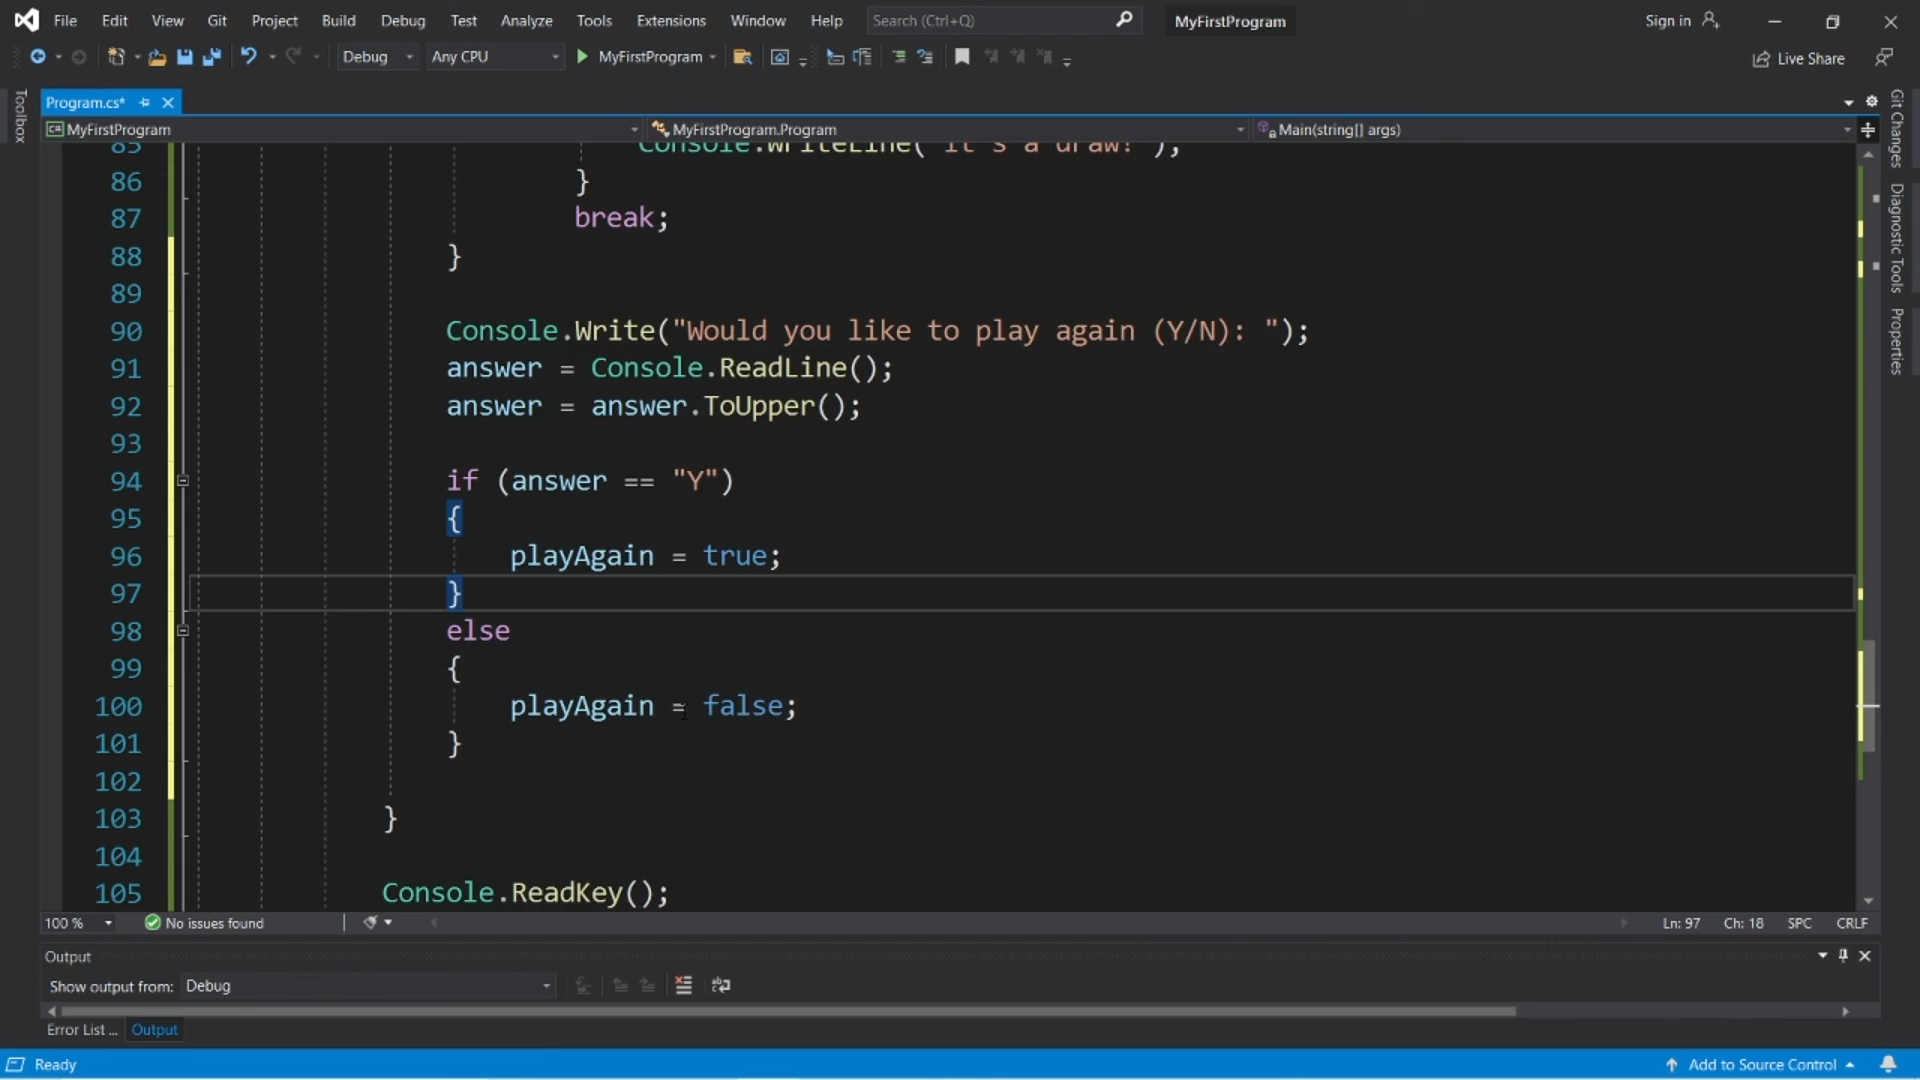 File Edit View Git Project Build Debug Test Analyze Tools Extensions Window Help Search (Ctrl+Q) MyFirstProgram Sign in
Debug Any CPU MyFirstProgram Live Share
Toolbox
Program.cs*
MyFirstProgram MyFirstProgram.Program Main(string[] args)
85 Console.WriteLine("It's a draw!");
86 }
87 break;
88 }
89
90 Console.Write("Would you like to play again (Y/N): ");
91 answer = Console.ReadLine();
92 answer = answer.ToUpper();
93
94 if (answer == "Y")
95 {
96 playAgain = true;
97 }
98 else
99 {
100 playAgain = false;
101 }
102
103 }
104
105 Console.ReadKey();
Git Changes
Diagnostic Tools
Properties
100 % No issues found Ln: 97 Ch: 18 SPC CRLF
Output
Show output from: Debug
Error List ... Output
Ready Add to Source Control